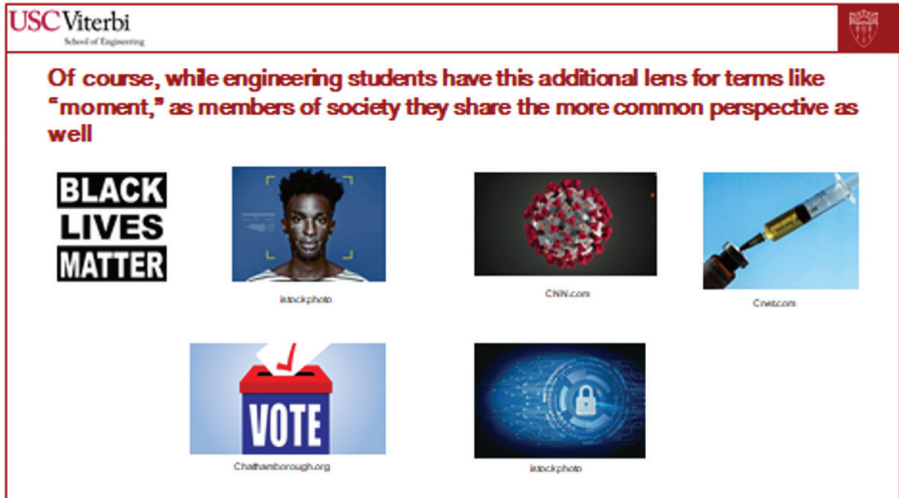 USC Viterbi
School of Engineering
Of course, while engineering students have this additional lens for terms like
“moment,” as members of society they share the more common perspective as
well
BLACK
LIVES
MATTER
istockphoto
CNN.com
Cnet.com
VOTE
Chathamborough.org
istockphoto